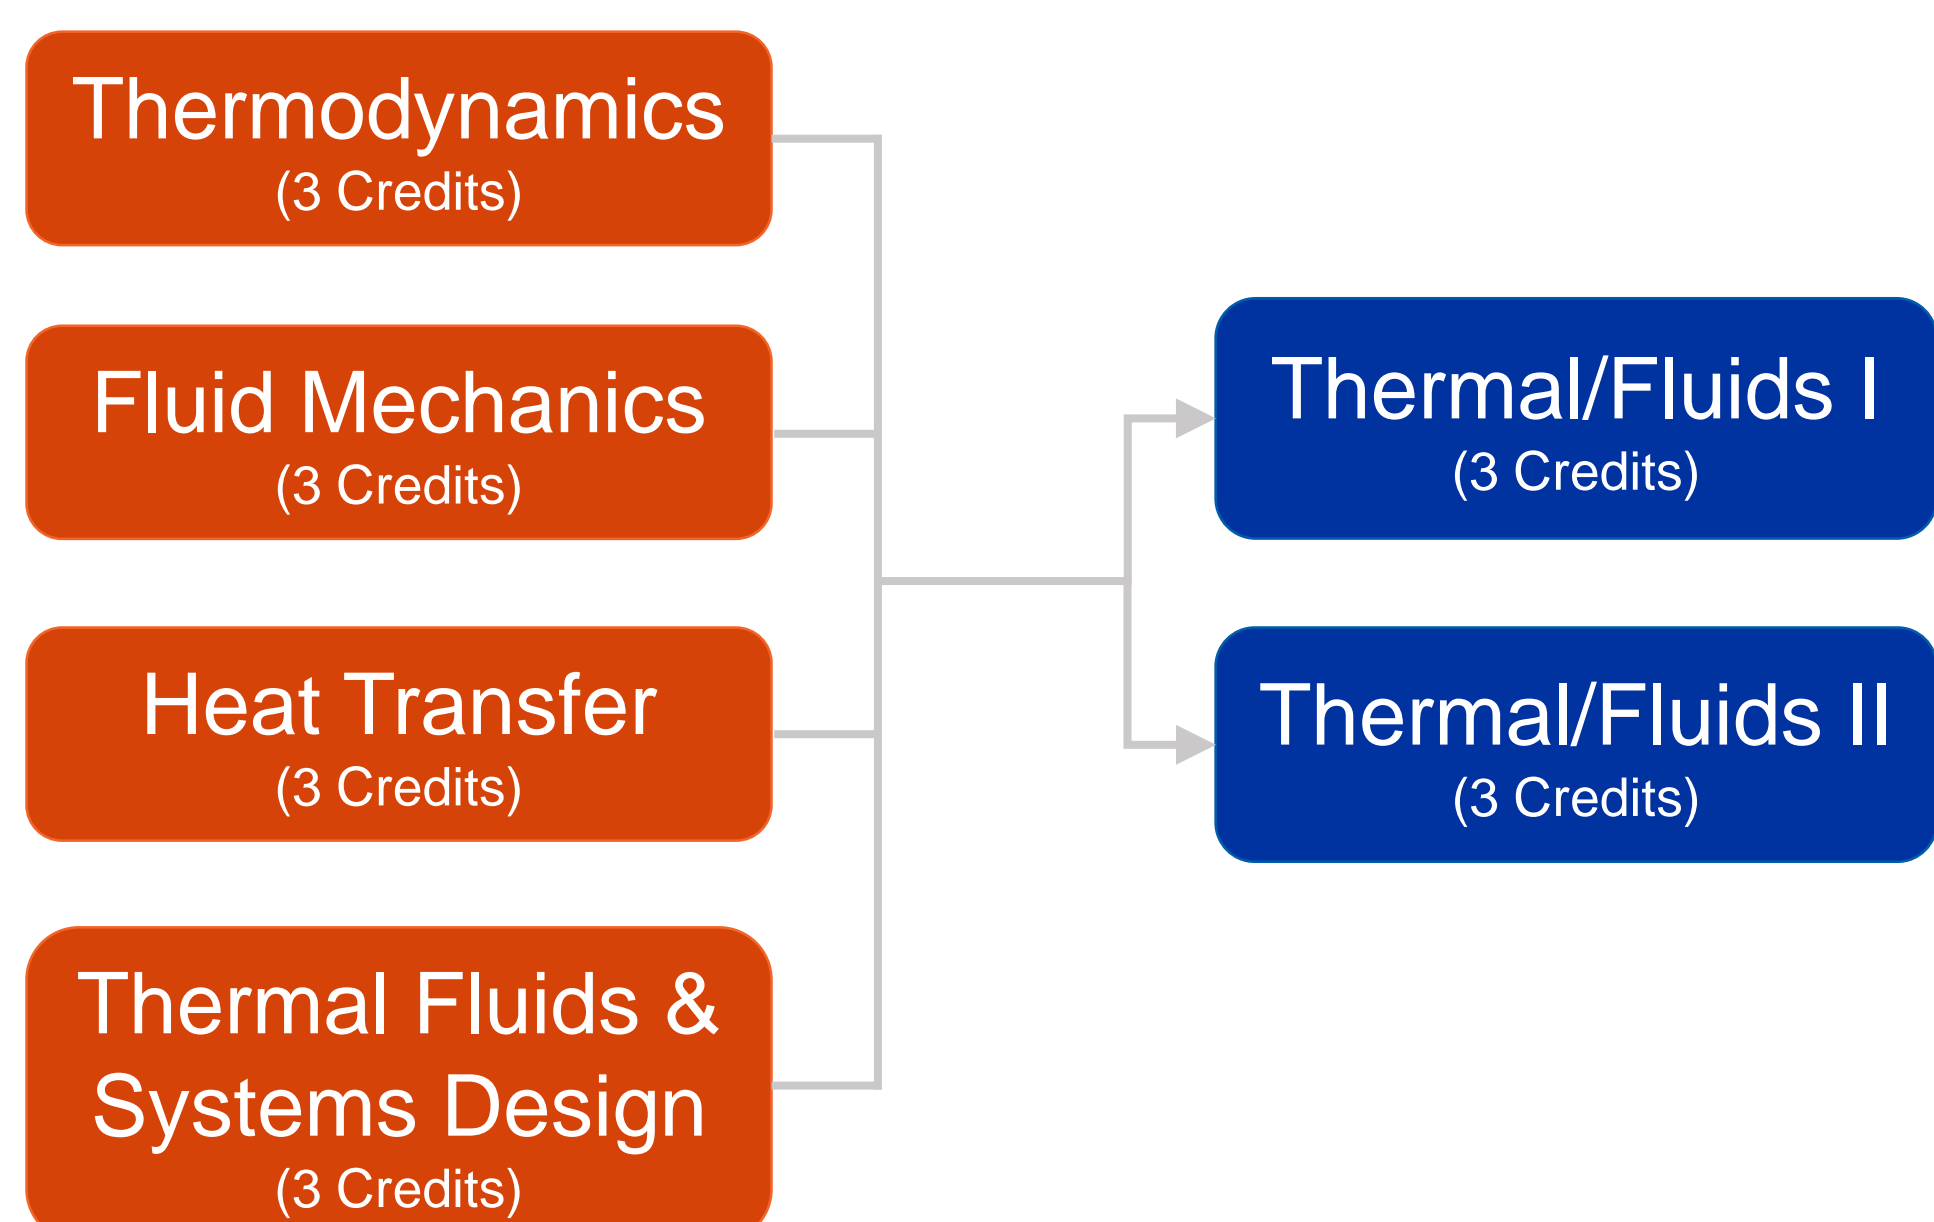 Thermodynamics
(3 Credits)
Fluid Mechanics
(3 Credits)
Heat Transfer
(3 Credits)
Thermal Fluids &
Systems Design
(3 Credits)
Thermal/Fluids I
(3 Credits)
Thermal/Fluids II
(3 Credits)